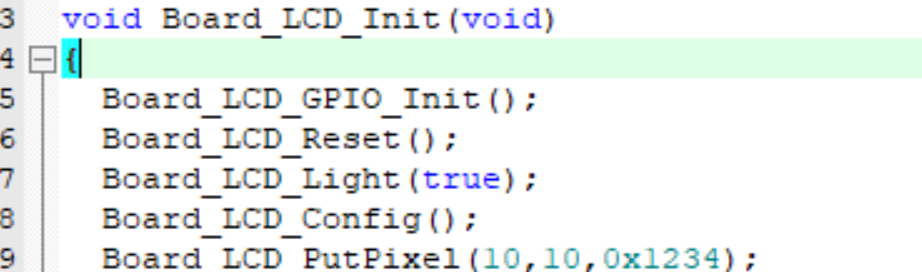 3 void Board_LCD_Init(void)
4 {
5 Board_LCD_GPIO_Init();
6 Board_LCD_Reset();
7 Board_LCD_Light(true);
8 Board_LCD_Config();
9 Board_LCD_PutPixel(10,10,0x1234);